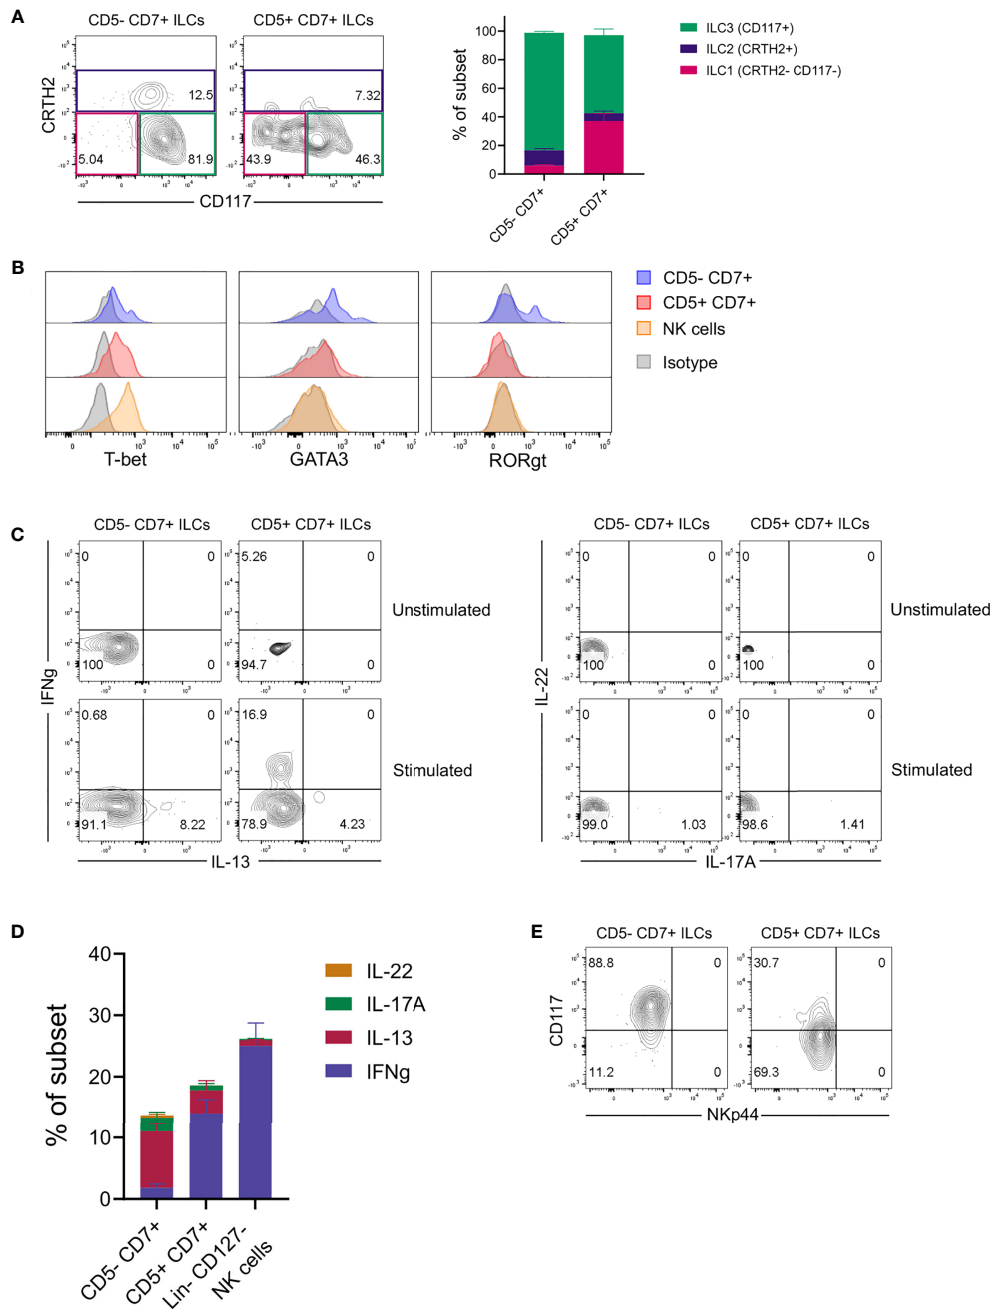 A
CD5- CD7+ ILCs
CD5+ CD7+ ILCs
CRTH2
12.5
5.04
81.9
7.32
43.9
46.3
CD117
% of subset
100
80
60
40
20
0
CD5- CD7+
CD5+ CD7+
ILC3 (CD117+)
ILC2 (CRTH2+)
ILC1 (CRTH2- CD117-)
B
CD5- CD7+
CD5+ CD7+
NK cells
Isotype
T-bet
GATA3
RORgt
C
CD5- CD7+ ILCs
CD5+ CD7+ ILCs
IFNg
0
0
100
0
5.26
0
94.7
0
Unstimulated
0.68
0
91.1
8.22
16.9
0
78.9
4.23
Stimulated
IL-13
CD5- CD7+ ILCs
CD5+ CD7+ ILCs
IL-22
0
0
100
0
0
0
100
0
Unstimulated
0
0
99.0
1.03
0
0
98.6
1.41
Stimulated
IL-17A
D
% of subset
40
30
20
10
0
CD5- CD7+
CD5+ CD7+
Lin- CD127-
NK cells
IL-22
IL-17A
IL-13
IFNg
E
CD5- CD7+ ILCs
CD5+ CD7+ ILCs
CD117
88.8
0
11.2
0
30.7
0
69.3
0
NKp44